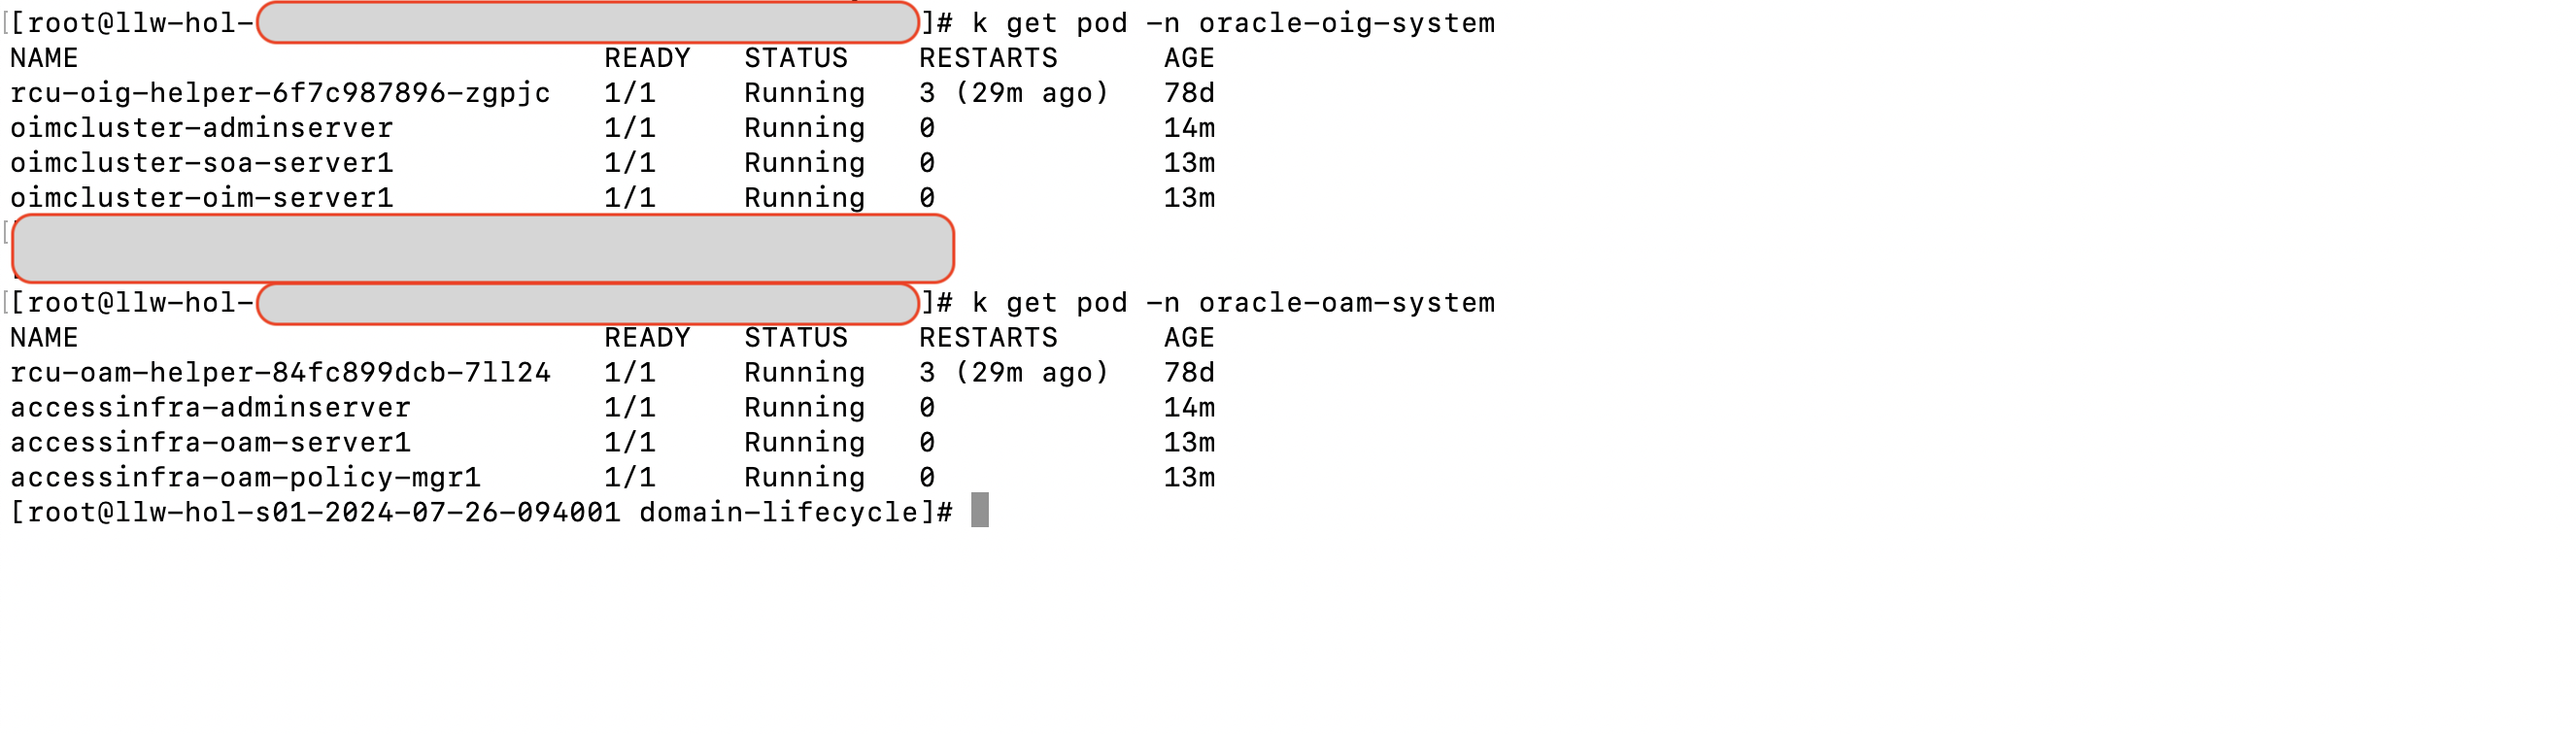 [[root@llw-hol-]# k get pod -n oracle-oig-system
NAME READY STATUS RESTARTS AGE
rcu-oig-helper-6f7c987896-zgpjc 1/1 Running 3 (29m ago) 78d
oimcluster-adminserver 1/1 Running 0 14m
oimcluster-soa-server1 1/1 Running 0 13m
oimcluster-oim-server1 1/1 Running 0 13m
[
[[root@llw-hol-]# k get pod -n oracle-oam-system
NAME READY STATUS RESTARTS AGE
rcu-oam-helper-84fc899dcb-7ll24 1/1 Running 3 (29m ago) 78d
accessinfra-adminserver 1/1 Running 0 14m
accessinfra-oam-server1 1/1 Running 0 13m
accessinfra-oam-policy-mgr1 1/1 Running 0 13m
[root@llw-hol-s01-2024-07-26-094001 domain-lifecycle]#